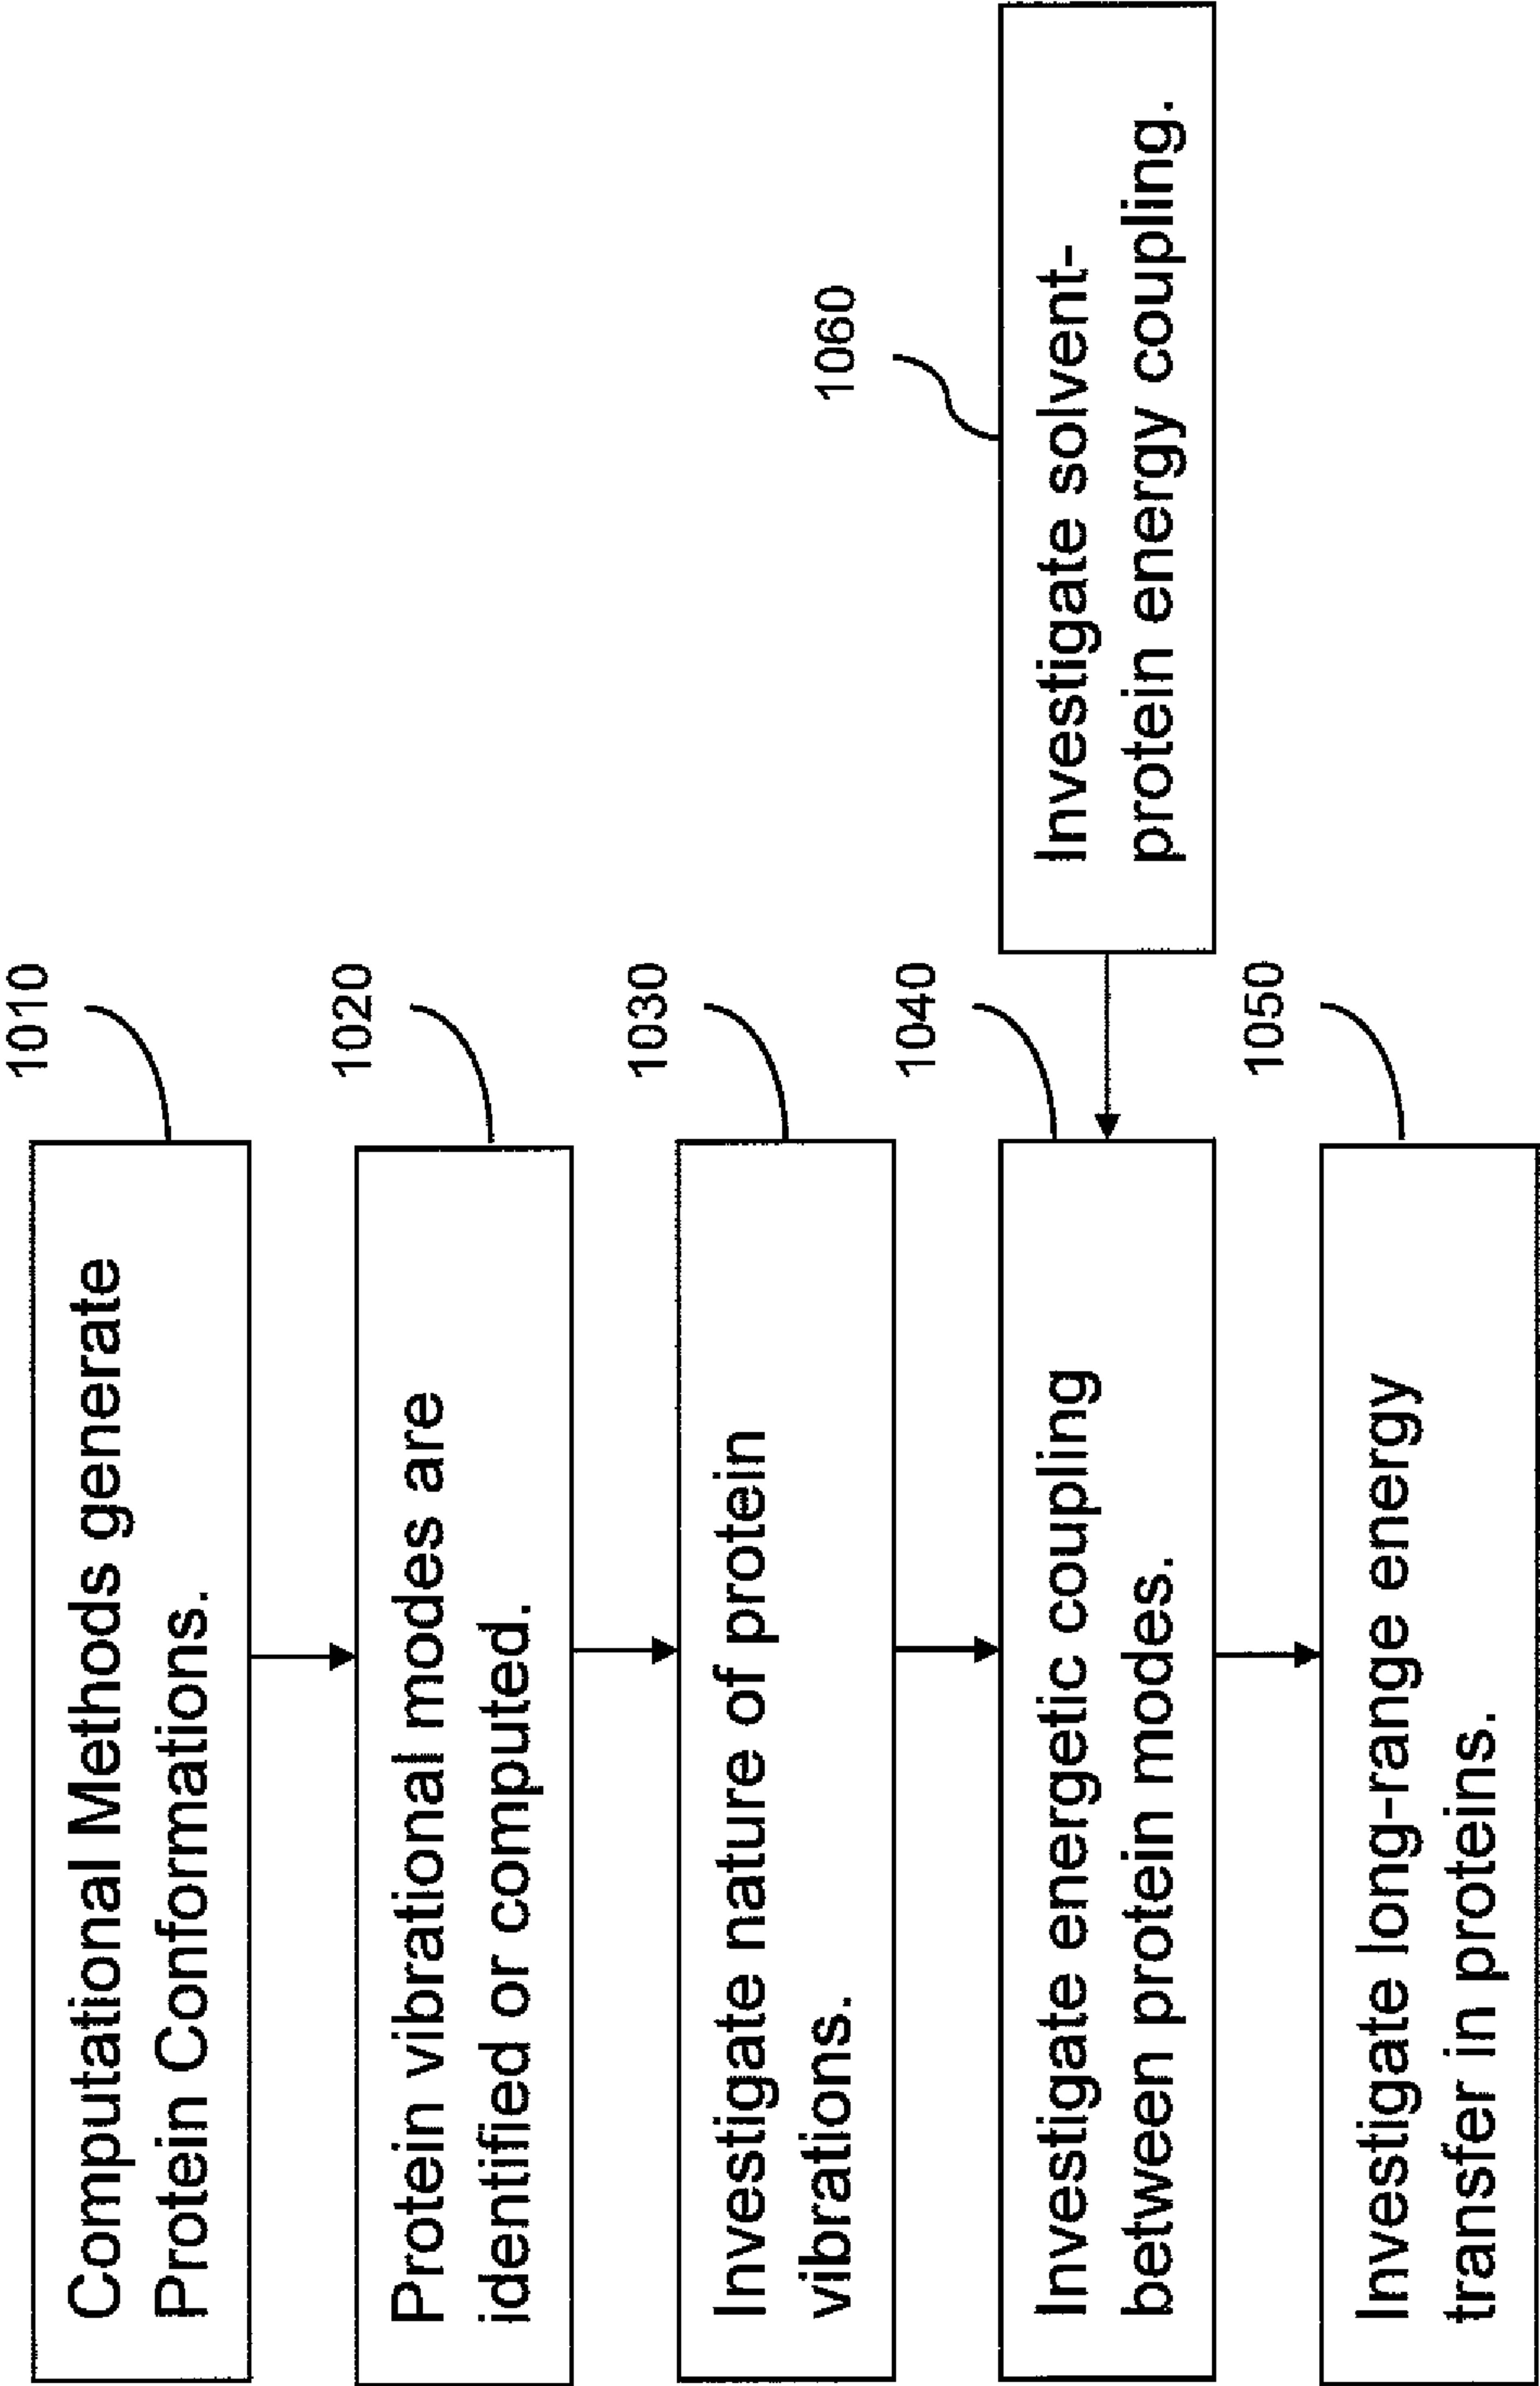 1010
Computational Methods generate
Protein Conformations.
1020
Protein vibrational modes are
identified or computed.
1030
Investigate nature of protein
vibrations.
1040
Investigate energetic coupling
between protein modes.
1060
Investigate solvent-
protein energy coupling.
1050
Investigate long-range energy
transfer in proteins.